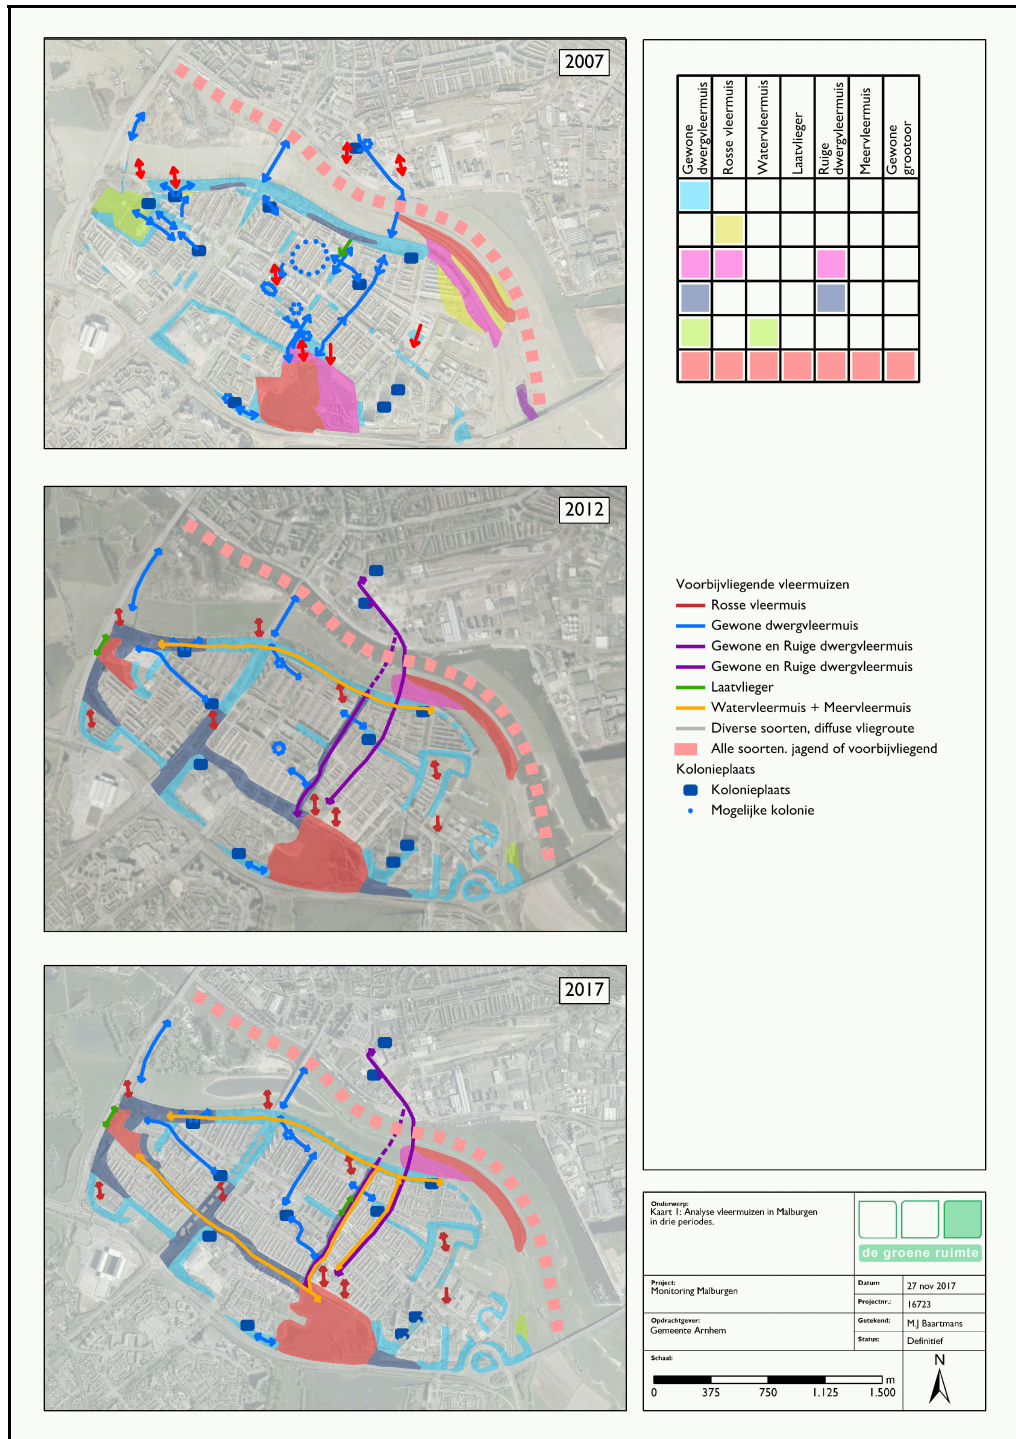 2007
2012
2017
Gewone
dwergvleermuis
Rosse vleermuis
Watervleermuis
Laatvlieger
Ruige
dwergvleermuis
Meervleermuis
Gewone
grootoor
Voorbijvliegende vleermuizen
Rosse vleermuis
Gewone dwergvleermuis
Gewone en Ruige dwergvleermuis
Gewone en Ruige dwergvleermuis
Laatvlieger
Watervleermuis + Meervleermuis
Diverse soorten, diffuse vliegroute
Alle soorten. jagend of voorbijvliegend
Kolonieplaats
Kolonieplaats
Mogelijke kolonie
Onderwerp:
Kaart 1: Analyse vleermuizen in Malburgen
in drie periodes.
de groene ruimte
Project:
Monitoring Malburgen
Datum 27 nov 2017
Projectnr.: 16723
Opdrachtgever:
Gemeente Arnhem
Getekend: M.J Baartmans
Status: Definitief
Schaal:
m
0 375 750 1.125 1.500
N